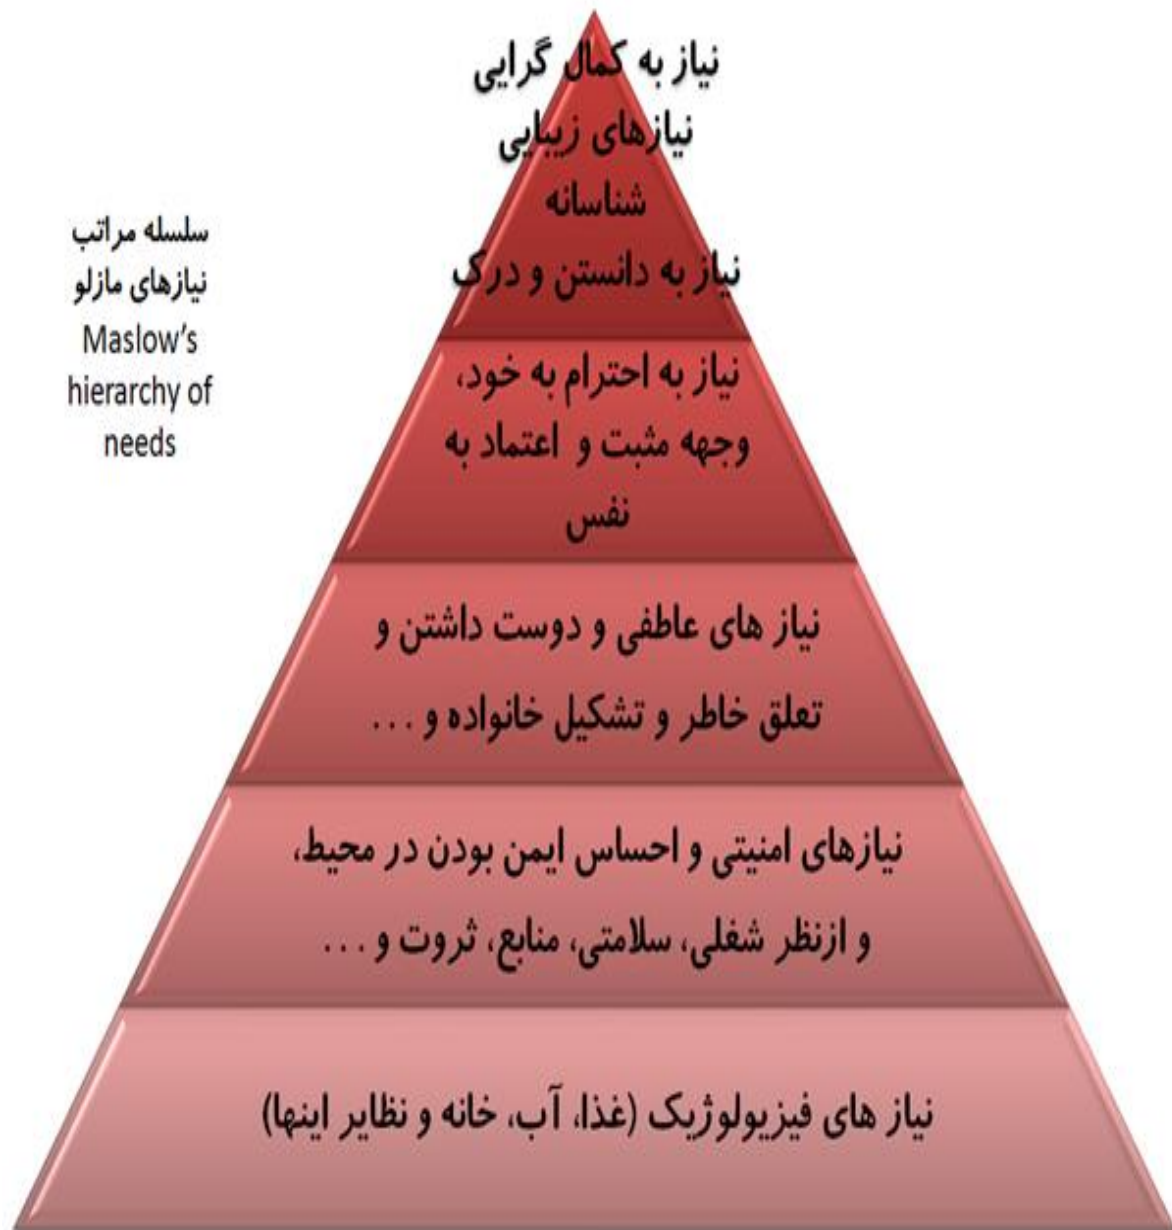 نیاز به کمال گرایی
نیازهای زیبایی
شناسانه
نیاز به دانستن و درک
سلسله مراتب
نیازهای مازلو
Maslow's
hierarchy of
needs
نیاز به احترام به خود،
وجهه مثبت و اعتماد به
نفس
نیاز های عاطفی و دوست داشتن و
تعلق خاطر و تشکیل خانواده و ...
نیازهای امنیتی و احساس ایمن بودن در محیط،
و ازنظر شغلی، سلامتی، منابع، ثروت و ...
نیاز های فیزیولوژیک (غذا، آب، خانه و نظایر اینها)